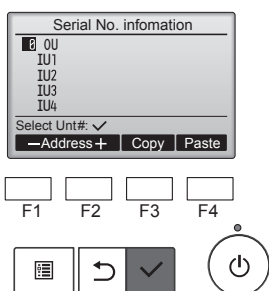 Serial No. infomation
0 OU
IU1
IU2
IU3
IU4
Select Unt#: ✓
−Address+ Copy Paste
F1 F2 F3 F4